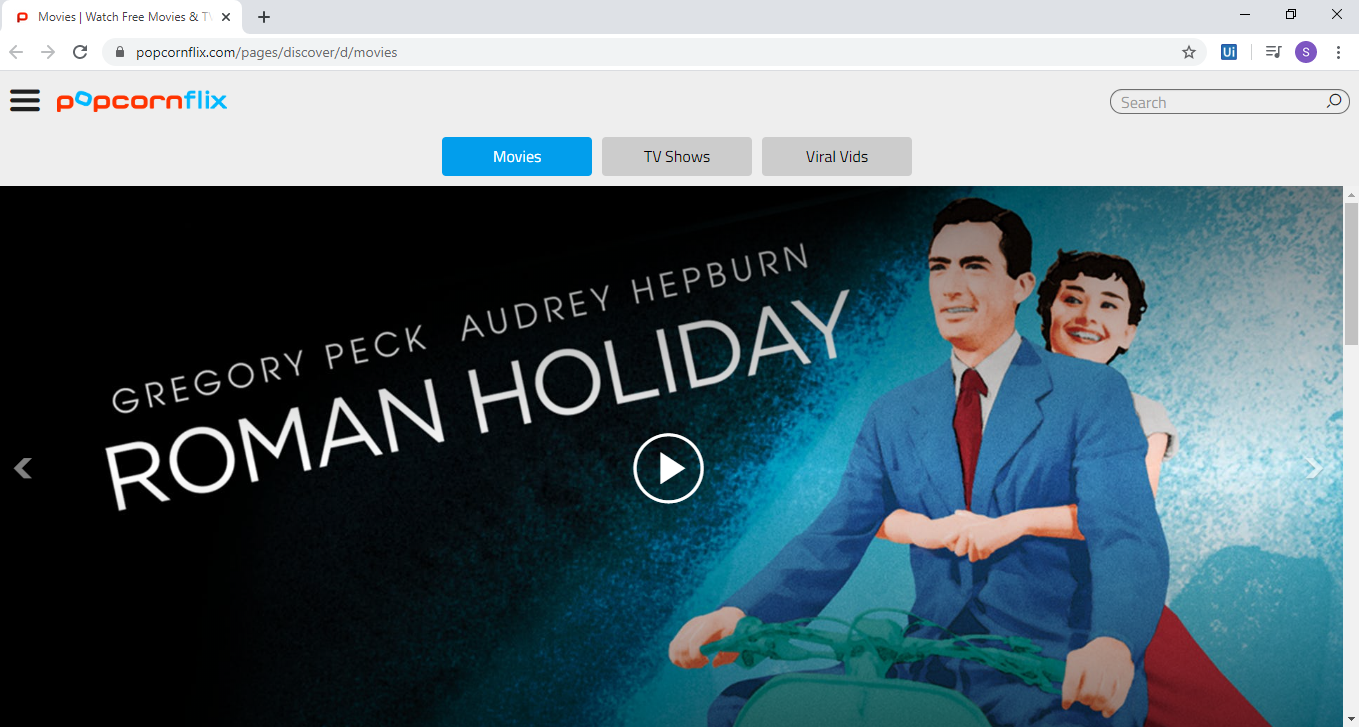 Movies | Watch Free Movies & TV
popcornflix.com/pages/discover/d/movies
Ui
S
popcornflix
Search
Movies
TV Shows
Viral Vids
GREGORY PECK AUDREY HEPBURN
ROMAN HOLIDAY